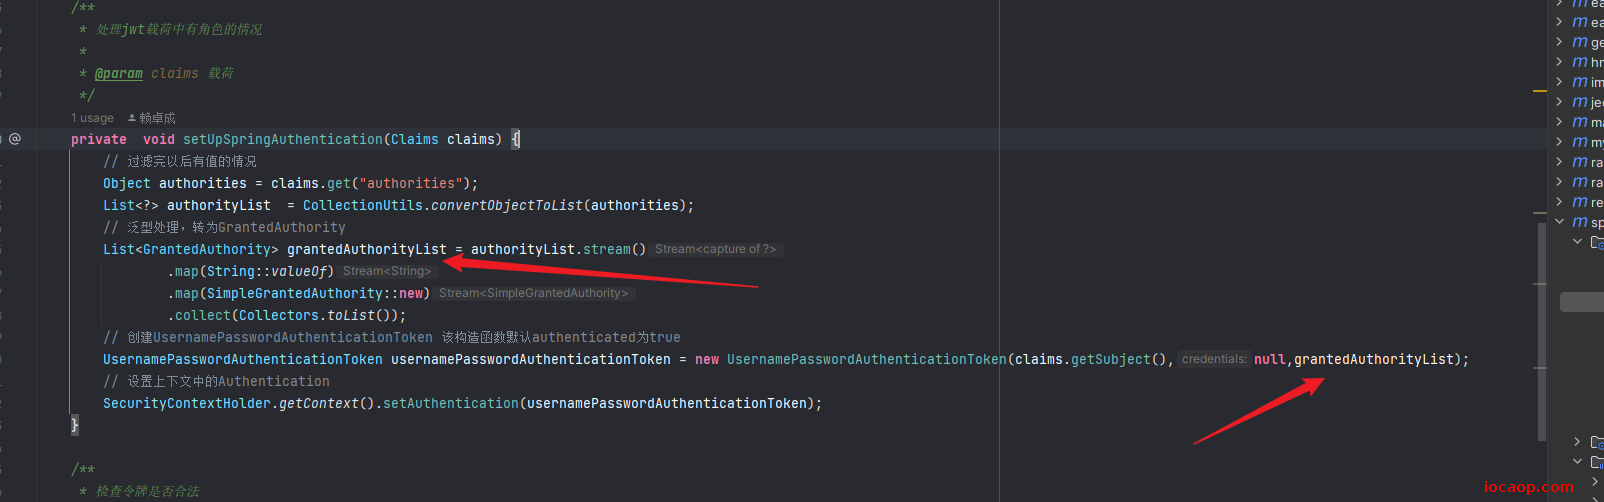 /**
* 处理jwt载荷中有角色的情况
*
* @param claims 载荷
*/
1 usage 赖卓成
private  void setUpSpringAuthentication(Claims claims) {
// 过滤完以后有值的情况
Object authorities = claims.get("authorities");
List<?> authorityList  = CollectionUtils.convertObjectToList(authorities);
// 泛型处理，转为GrantedAuthority
List<GrantedAuthority> grantedAuthorityList = authorityList.stream() Stream<capture of ?>
.map(String::valueOf) Stream<String>
.map(SimpleGrantedAuthority::new) Stream<SimpleGrantedAuthority>
.collect(Collectors.toList());
// 创建UsernamePasswordAuthenticationToken 该构造函数默认authenticated为true
UsernamePasswordAuthenticationToken usernamePasswordAuthenticationToken = new UsernamePasswordAuthenticationToken(claims.getSubject(), credentials: null,grantedAuthorityList);
// 设置上下文中的Authentication
SecurityContextHolder.getContext().setAuthentication(usernamePasswordAuthenticationToken);
}
/**
* 检查令牌是否合法
m ea
m ea
m ge
m hr
m im
m jec
m ma
m my
m ra
m ra
m re
m sp
iocaop.com